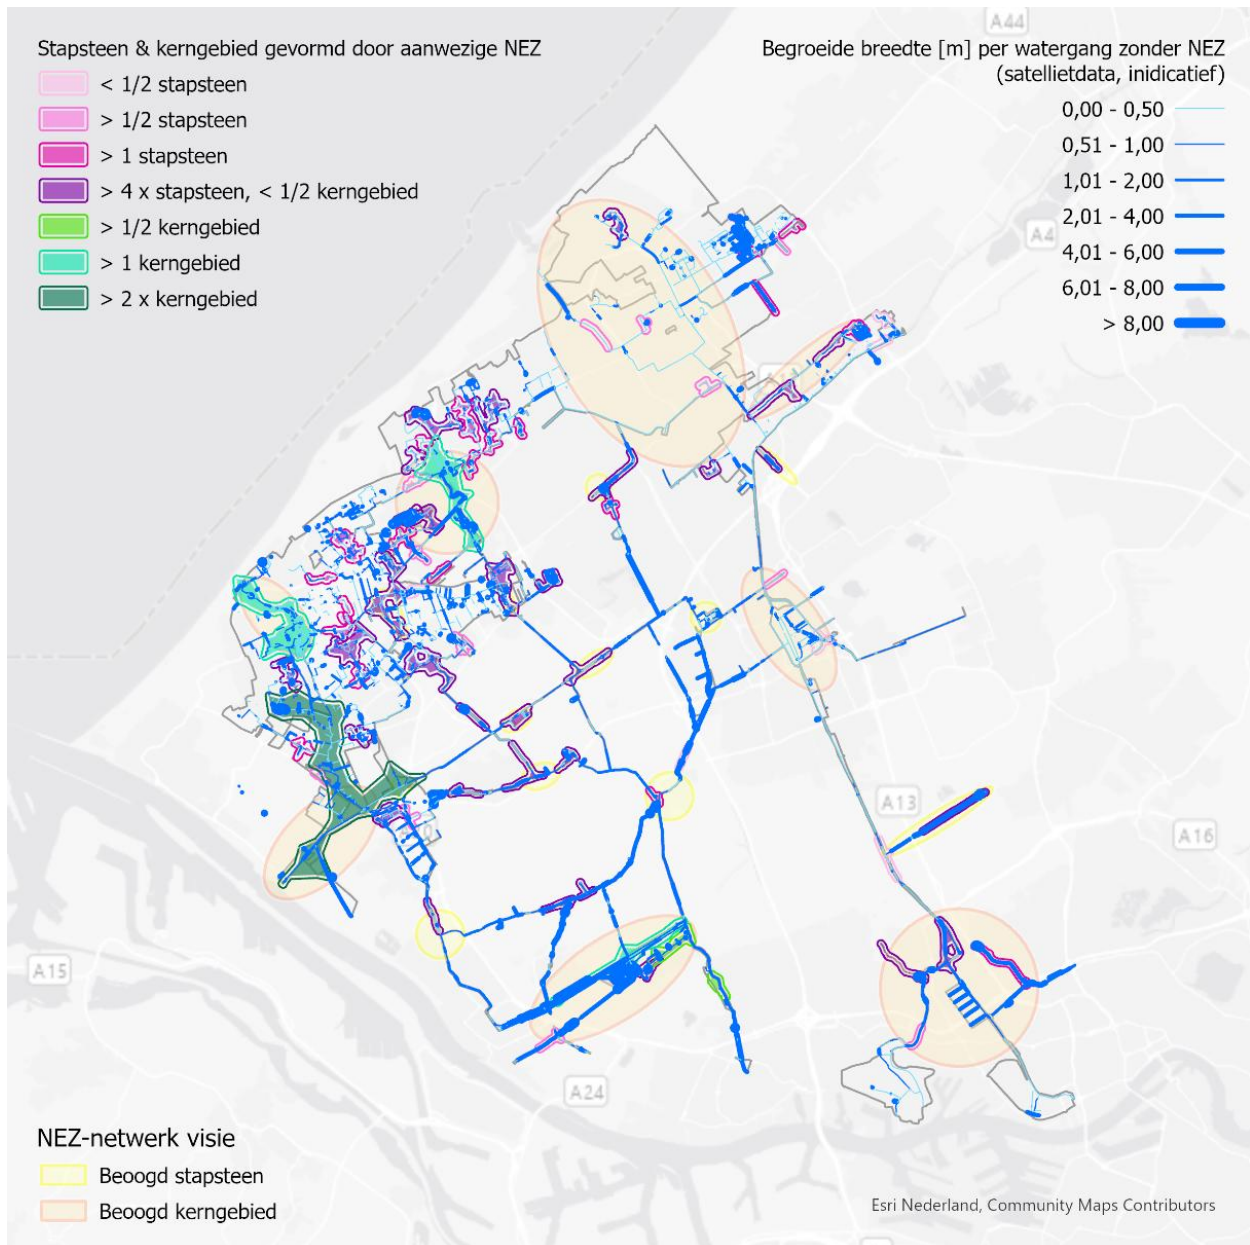 Stapsteen & kerngebied gevormd door aanwezige NEZ
< 1/2 stapsteen
> 1/2 stapsteen
> 1 stapsteen
> 4 x stapsteen, < 1/2 kerngebied
> 1/2 kerngebied
> 1 kerngebied
> 2 x kerngebied
Begroeide breedte [m] per watergang zonder NEZ
(satellietdata, inidicatief)
0,00 - 0,50
0,51 - 1,00
1,01 - 2,00
2,01 - 4,00
4,01 - 6,00
6,01 - 8,00
> 8,00
A44
A4
A13
A16
A15
A24
NEZ-netwerk visie
Beoogd stapsteen
Beoogd kerngebied
Esri Nederland, Community Maps Contributors